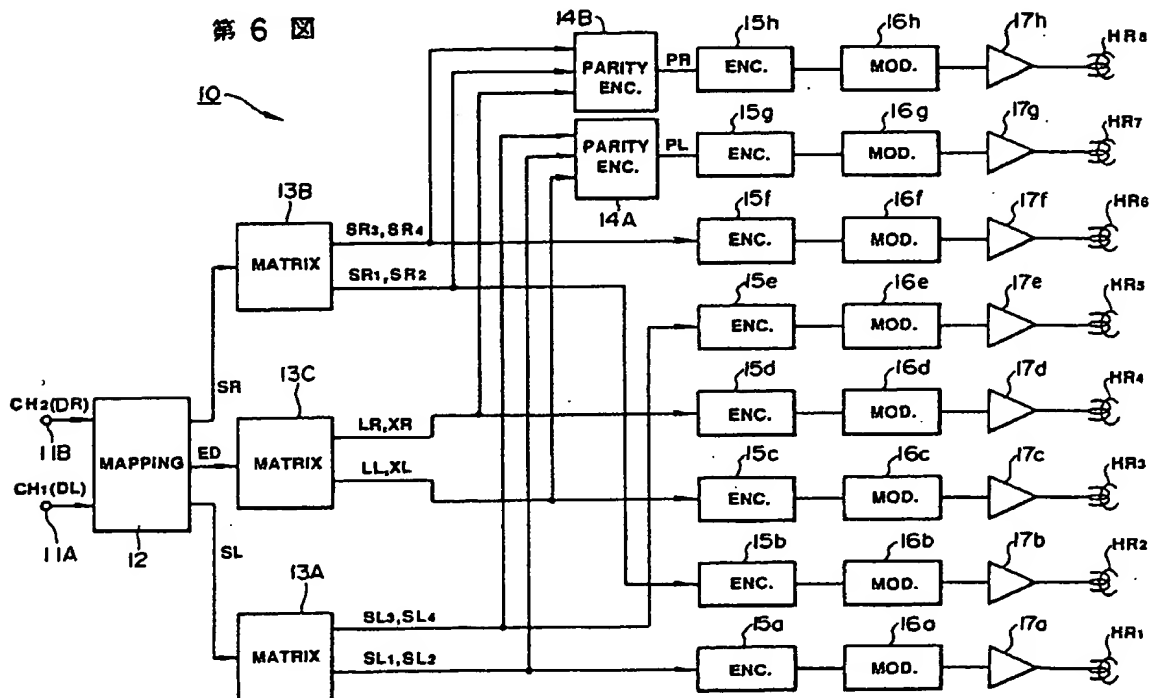 第6図
10
14B
PARITY
ENC.
PR
15h
ENC.
16h
MOD.
17h
HR8
PARITY
ENC.
14A
PL
15g
ENC.
16g
MOD.
17g
HR7
13B
MATRIX
SR3,SR4
SR1,SR2
15f
ENC.
16f
MOD.
17f
HR6
15e
ENC.
16e
MOD.
17e
HR5
CH2(DR)
11B
CH1(DL)
11A
MAPPING
12
SR
ED
SL
13C
MATRIX
LR,XR
LL,XL
15d
ENC.
16d
MOD.
17d
HR4
15c
ENC.
16c
MOD.
17c
HR3
15b
ENC.
16b
MOD.
17b
HR2
13A
MATRIX
SL3,SL4
SL1,SL2
15a
ENC.
16a
MOD.
17a
HR1